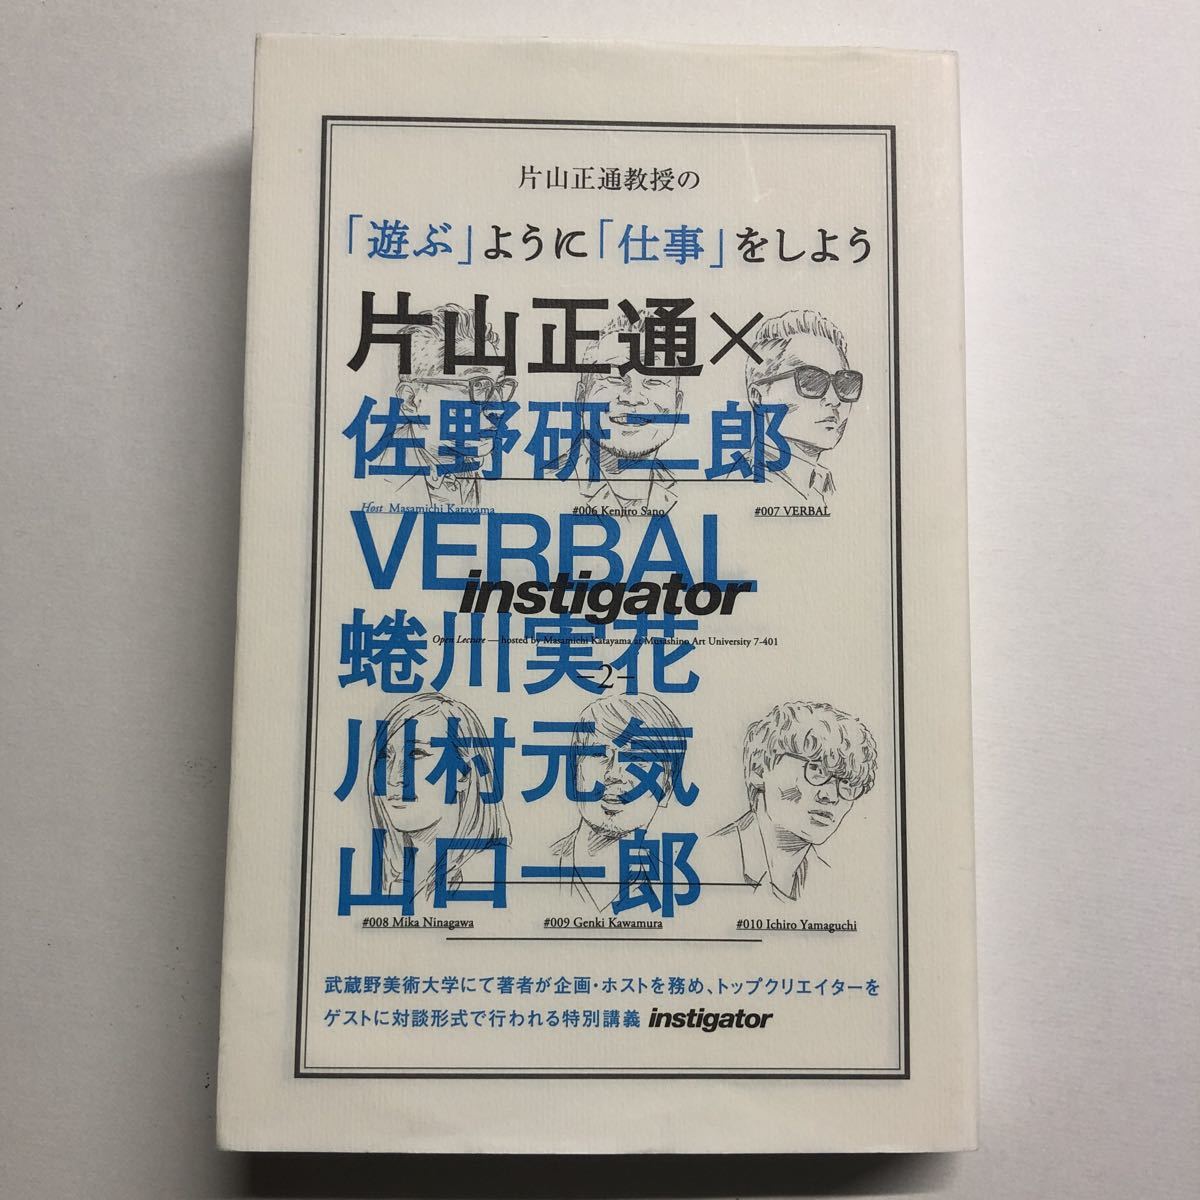 片山正通教授の
「遊ぶ」ように「仕事」をしよう
片山正通×
佐野研二郎
Host Masamichi Katayama
#006 Kenjiro Sano
#007 VERBAL
VERBAL
instigator
蜷川実花
Open Lecture — hosted by Masamichi Katayama at Musashino Art University 7-401
–2–
川村元気
山口一郎
#008 Mika Ninagawa
#009 Genki Kawamura
#010 Ichiro Yamaguchi
武蔵野美術大学にて著者が企画・ホストを務め、トップクリエイターを
ゲストに対談形式で行われる特別講義 instigator